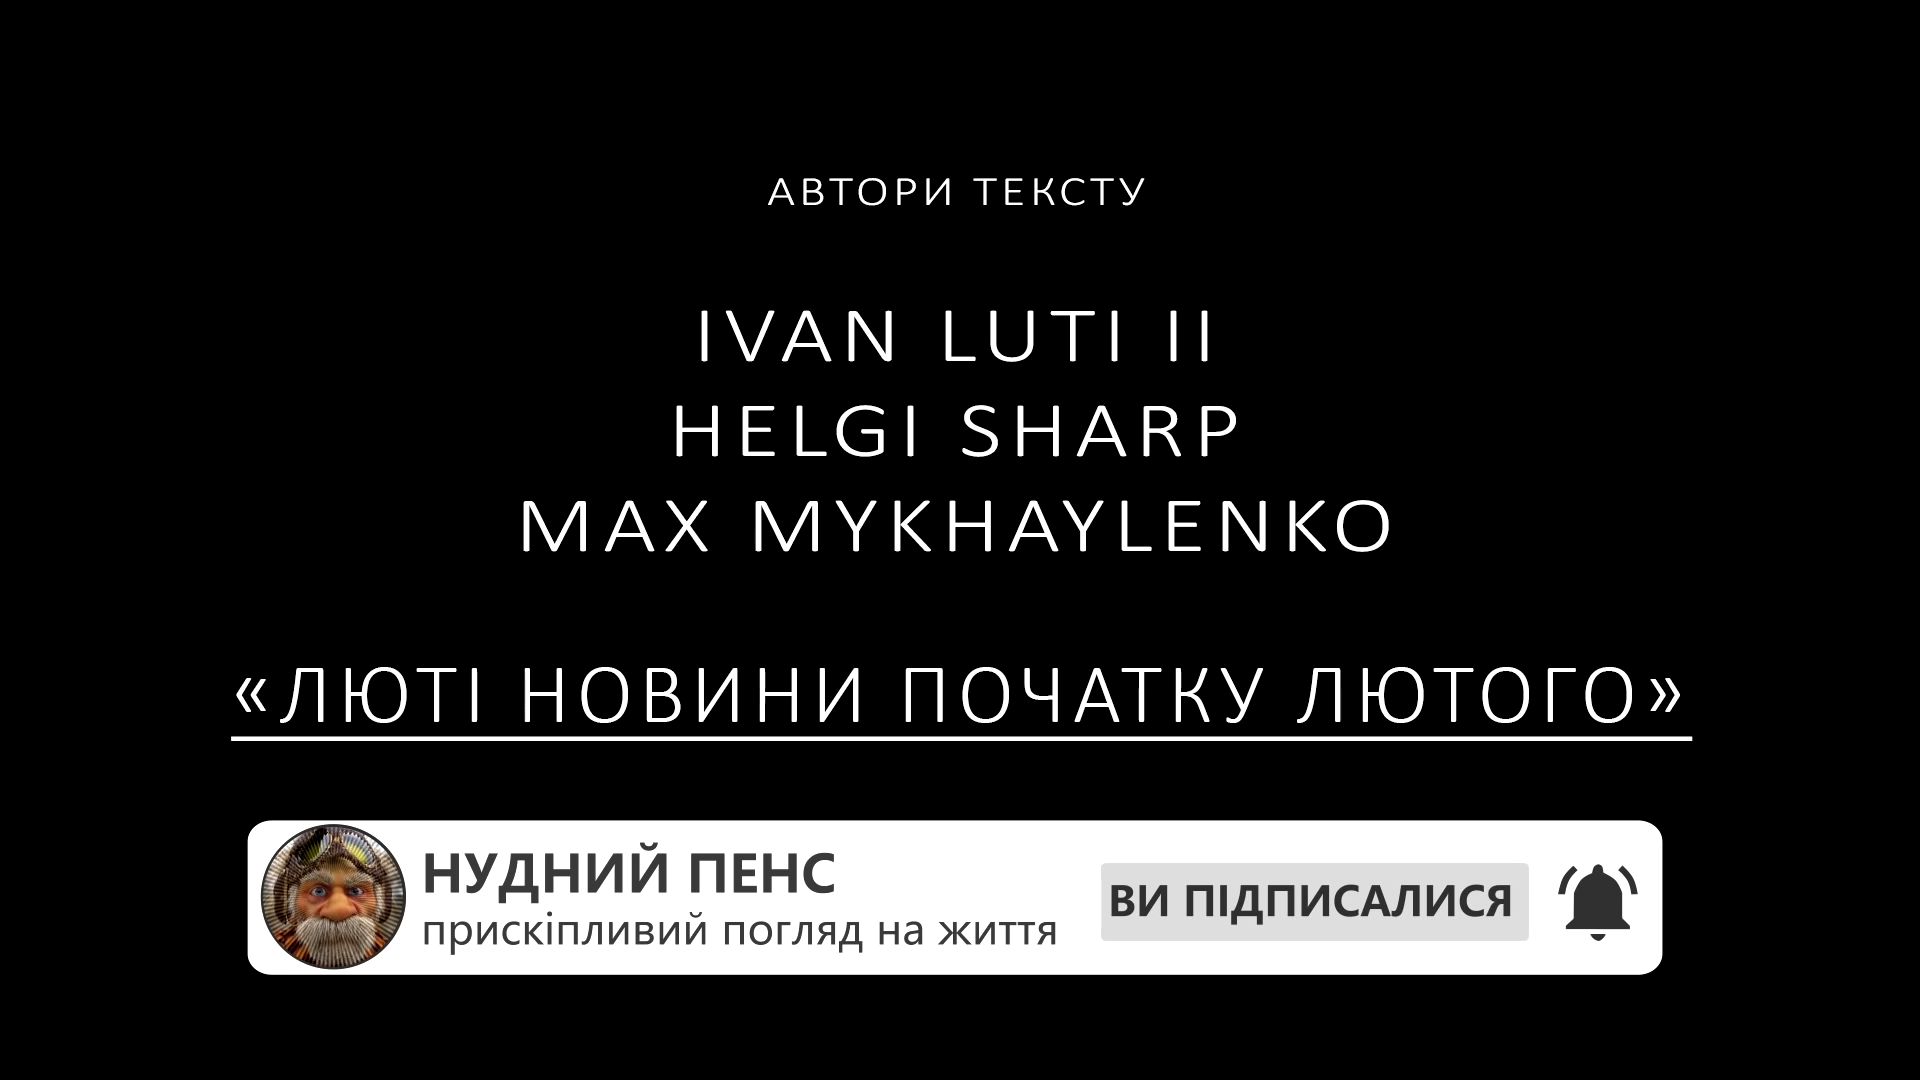 АВТОРИ ТЕКСТУ
IVAN LUTI II
HELGI SHARP
MAX MYKHAYLENKO
«ЛЮТІ НОВИНИ ПОЧАТКУ ЛЮТОГО»
НУДНИЙ ПЕНС
прискіпливий погляд на життя
ВИ ПІДПИСАЛИСЯ